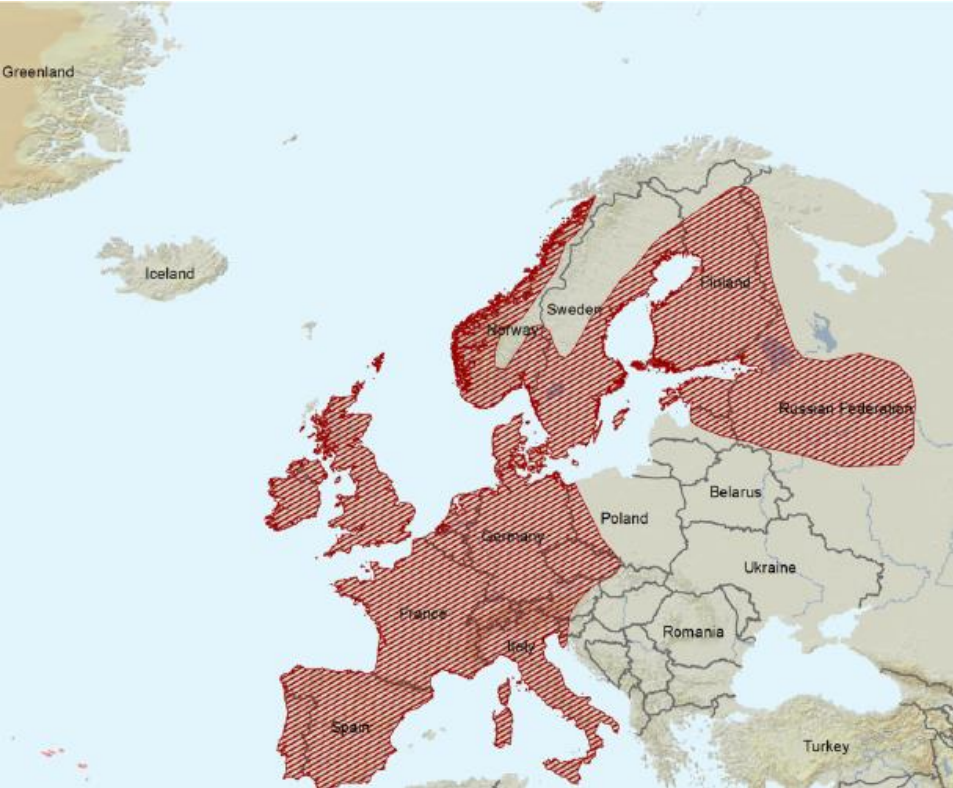 Greenland
Iceland
Finland
Sweden
Norway
Russian Federation
Belarus
Poland
Germany
Ukraine
France
Romania
Italy
Spain
Turkey